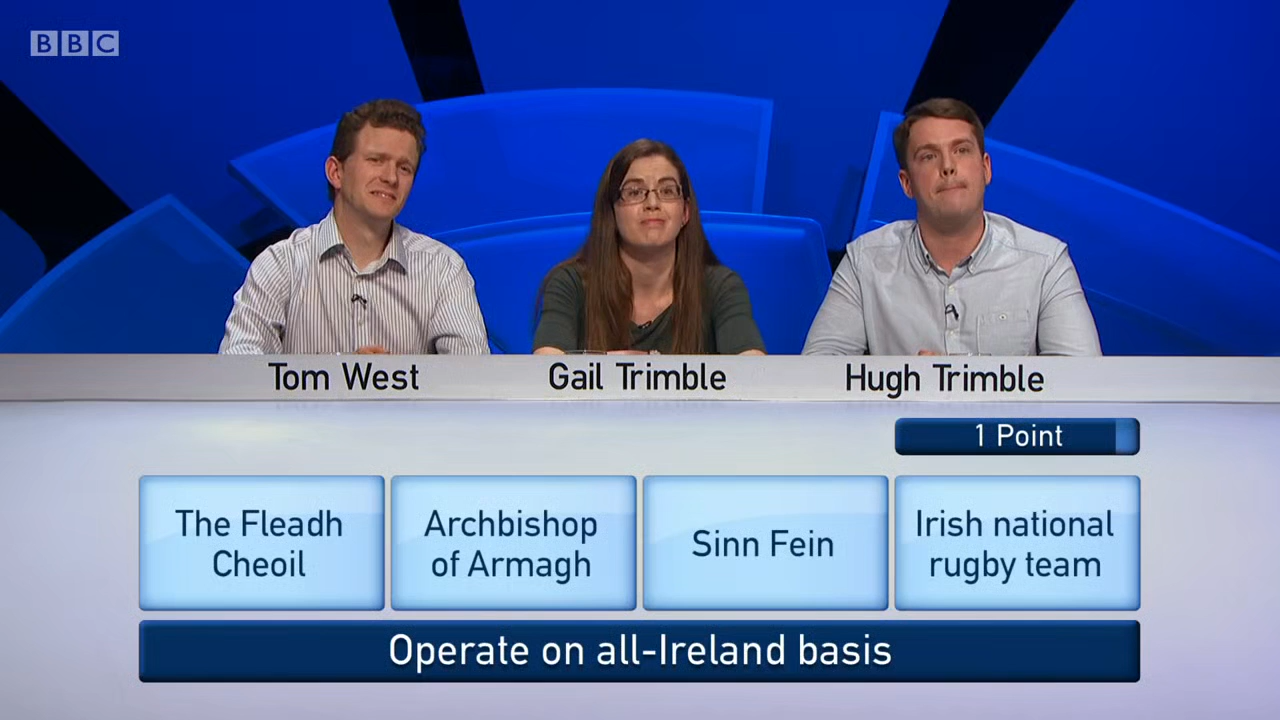 BBC
Tom West
Gail Trimble
Hugh Trimble
1 Point
The Fleadh
Cheoil
Archbishop
of Armagh
Sinn Fein
Irish national
rugby team
Operate on all-Ireland basis